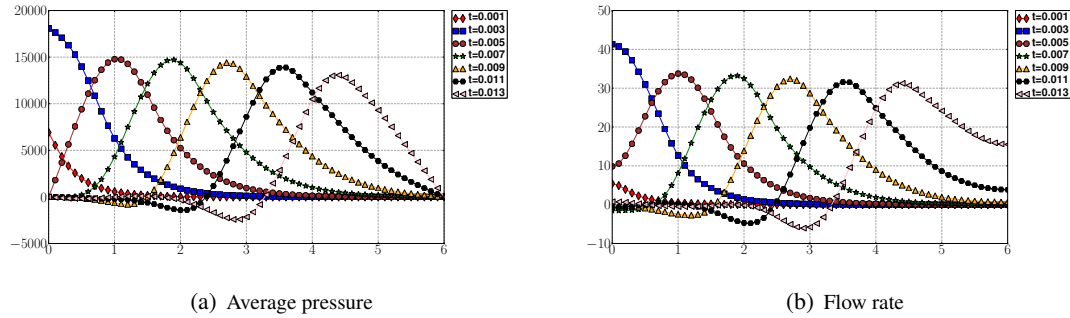 20000
15000
10000
5000
0
−5000
0 1 2 3 4 5 6
t=0.001
t=0.003
t=0.005
t=0.007
t=0.009
t=0.011
t=0.013
(a) Average pressure
50
40
30
20
10
0
−10
0 1 2 3 4 5 6
t=0.001
t=0.003
t=0.005
t=0.007
t=0.009
t=0.011
t=0.013
(b) Flow rate